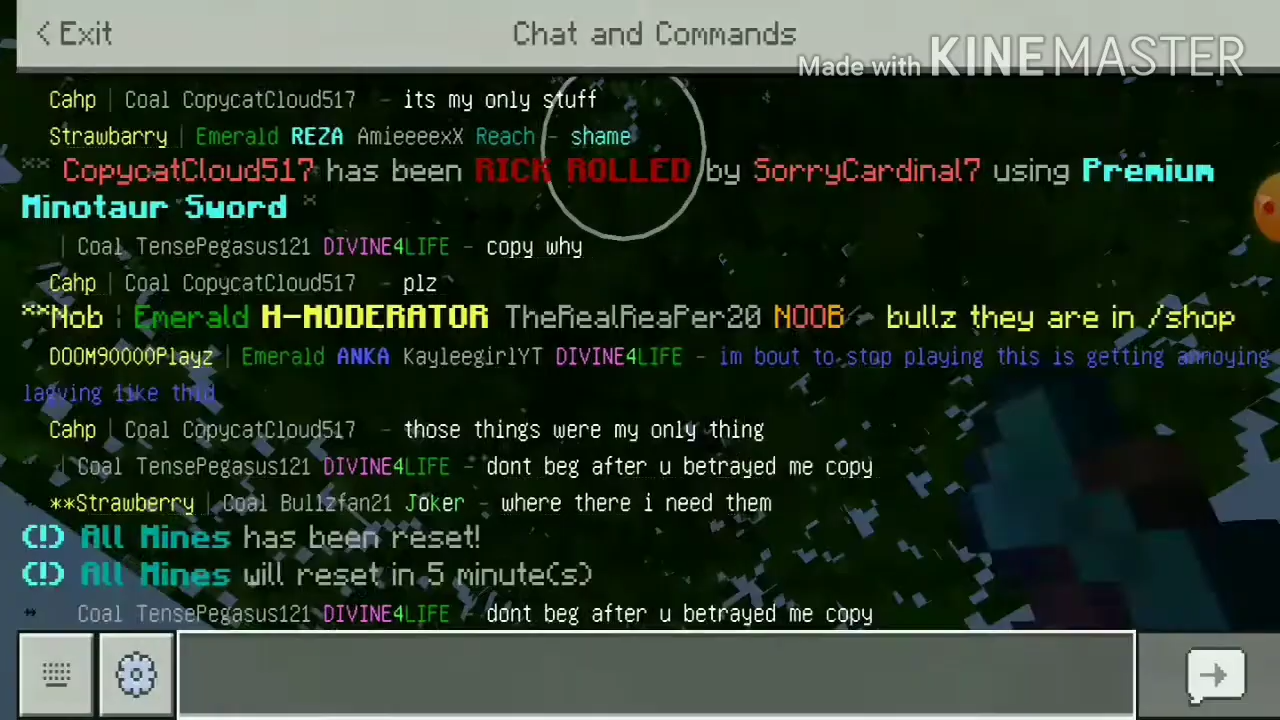 < Exit
Chat and Commands
Made with KINEMASTER
Cahp | Coal CopycatCloud517 - its my only stuff
Strawbarry | Emerald REZA AmieeeexX Reach - shame
** CopycatCloud517 has been RICK ROLLED by SorryCardinal7 using Premium
Minotaur Sword *
| Coal TensePegasus121 DIVINE4LIFE - copy why
Cahp | Coal CopycatCloud517 - plz
**Nob | Emerald H-MODERATOR TheRealReaPer20 NOOB - bullz they are in /shop
DOOM90000Playz | Emerald ANKA KayleegirlYT DIVINE4LIFE - im bout to stop playing this is getting annoying
lagving like thid
Cahp | Coal CopycatCloud517 - those things were my only thing
| Coal TensePegasus121 DIVINE4LIFE - dont beg after u betrayed me copy
**Strawberry | Coal Bullzfan21 Joker - where there i need them
(!) All Mines has been reset!
(!) All Mines will reset in 5 minute(s)
Coal TensePegasus121 DIVINE4LIFE - dont beg after u betrayed me copy